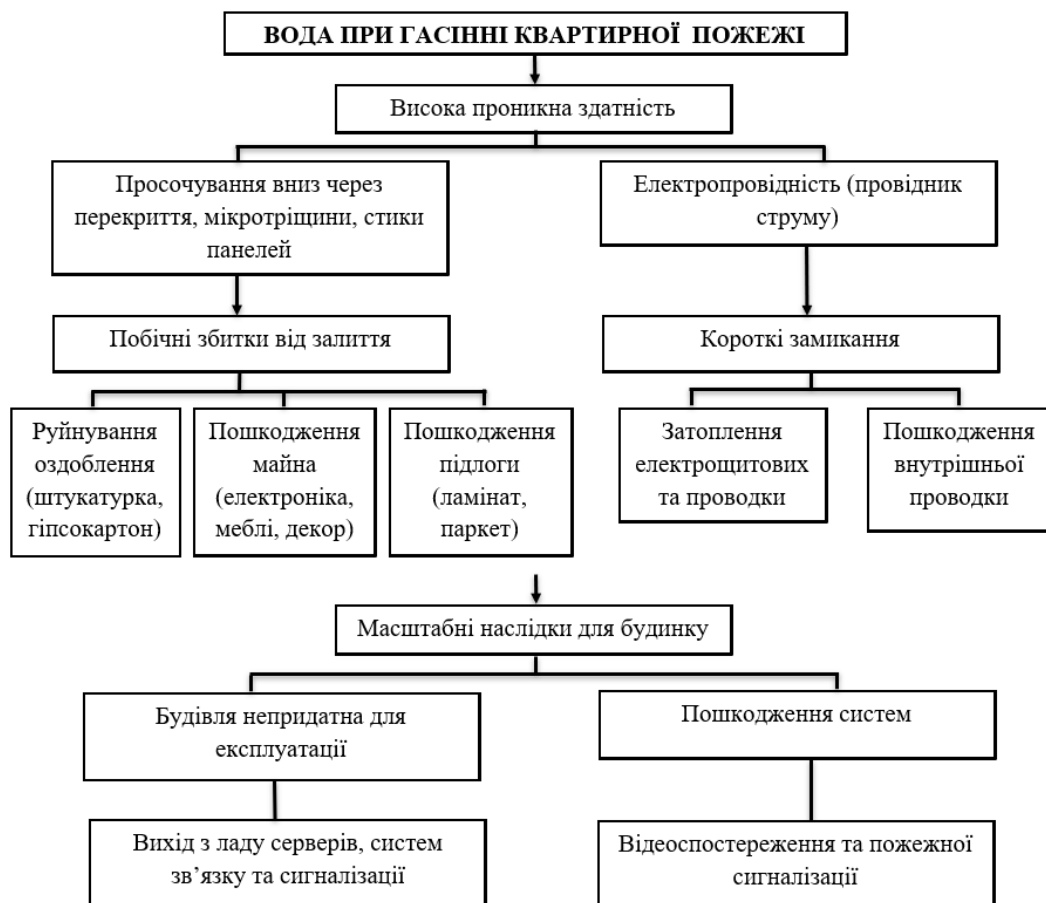 ВОДА ПРИ ГАСІННІ КВАРТИРНОЇ ПОЖЕЖІ
Висока проникна здатність
Просочування вниз через
перекриття, мікротріщини, стики
панелей
Електропровідність (провідник
струму)
Побічні збитки від залиття
Короткі замикання
Руйнування
оздоблення
(штукатурка,
гіпсокартон)
Пошкодження
майна
(електроніка,
меблі, декор)
Пошкодження
підлоги
(ламінат,
паркет)
Затоплення
електрощитових
та проводки
Пошкодження
внутрішньої
проводки
Масштабні наслідки для будинку
Будівля непридатна для
експлуатації
Пошкодження систем
Вихід з ладу серверів, систем
зв’язку та сигналізації
Відеоспостереження та пожежної
сигналізації